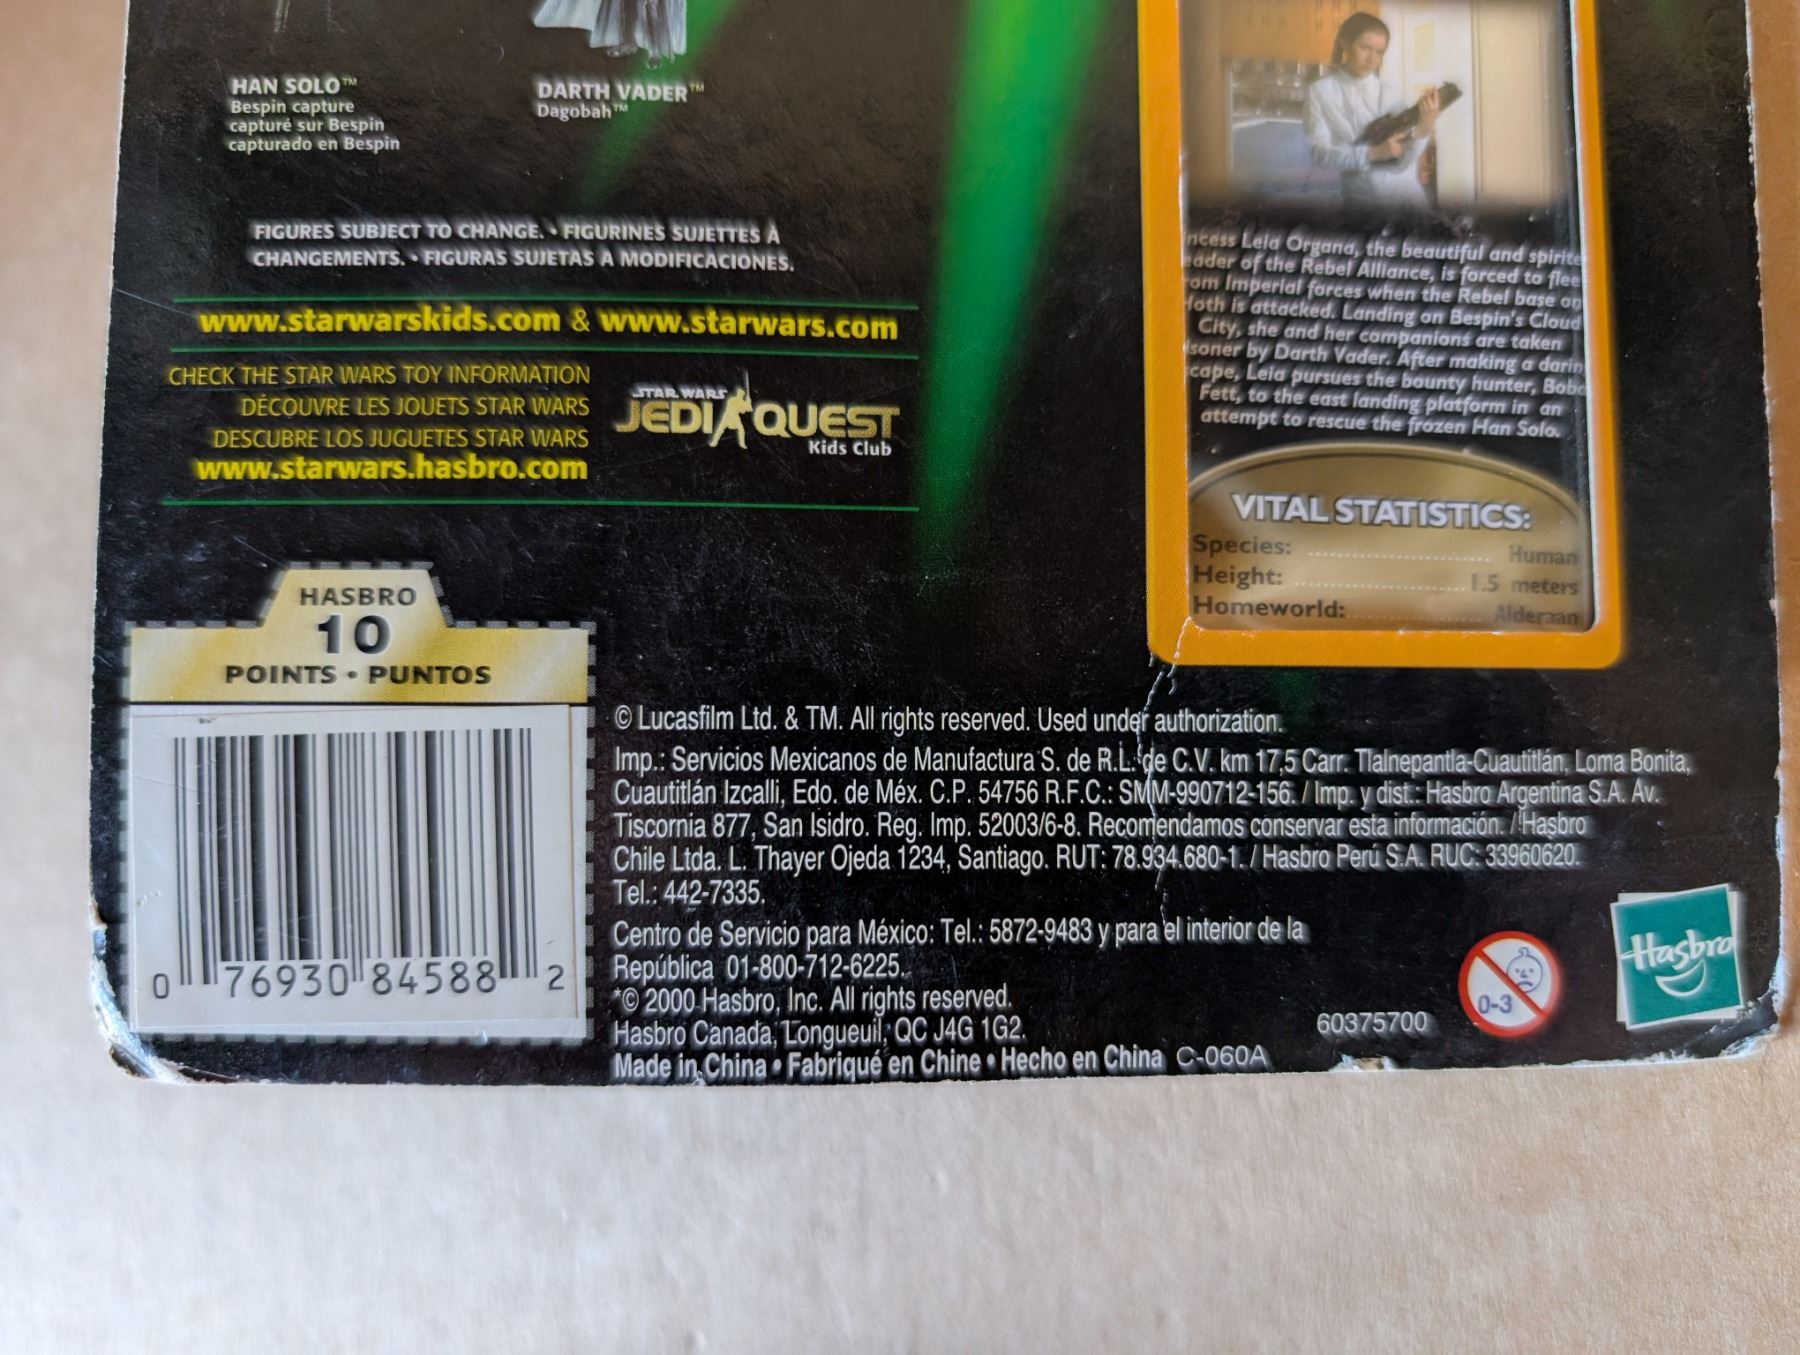 HAN SOLO™
Bespin capture
capturé sur Bespin
capturado en Bespin
DARTH VADER™
Dagobah™
FIGURES SUBJECT TO CHANGE. • FIGURINES SUJETTES À
CHANGEMENTS. • FIGURAS SUJETAS A MODIFICACIONES.
www.starwarskids.com & www.starwars.com
CHECK THE STAR WARS TOY INFORMATION
DÉCOUVRE LES JOUETS STAR WARS
DESCUBRE LOS JUGUETES STAR WARS
www.starwars.hasbro.com
STAR WARS
JEDI QUEST
Kids Club
ncess Leia Organa, the beautiful and spirite
ader of the Rebel Alliance, is forced to flee
om Imperial forces when the Rebel base on
Hoth is attacked. Landing on Bespin's Cloud
City, she and her companions are taken
soner by Darth Vader. After making a darin
cape, Leia pursues the bounty hunter, Boba
Fett, to the east landing platform in an
attempt to rescue the frozen Han Solo.
VITAL STATISTICS:
Species: Human
Height: 1.5 meters
Homeworld: Alderaan
HASBRO
10
POINTS • PUNTOS
0 76930 84588 2
© Lucasfilm Ltd. & TM. All rights reserved. Used under authorization.
Imp.: Servicios Mexicanos de Manufactura S. de R.L. de C.V. km 17,5 Carr. Tlalnepantla-Cuautitlán, Loma Bonita,
Cuautitlán Izcalli, Edo. de Méx. C.P. 54756 R.F.C.: SMM-990712-156. / Imp. y dist.: Hasbro Argentina S.A. Av.
Tiscornia 877, San Isidro. Reg. Imp. 52003/6-8. Recomendamos conservar esta información. / Hasbro
Chile Ltda. L. Thayer Ojeda 1234, Santiago. RUT: 78.934.680-1. / Hasbro Perú S.A. RUC: 33960620.
Tel.: 442-7335.
Centro de Servicio para México: Tel.: 5872-9483 y para el interior de la
República 01-800-712-6225.
*© 2000 Hasbro, Inc. All rights reserved.
Hasbro Canada, Longueuil, QC J4G 1G2.
Made in China • Fabriqué en Chine • Hecho en China C-060A
60375700
0-3
Hasbro